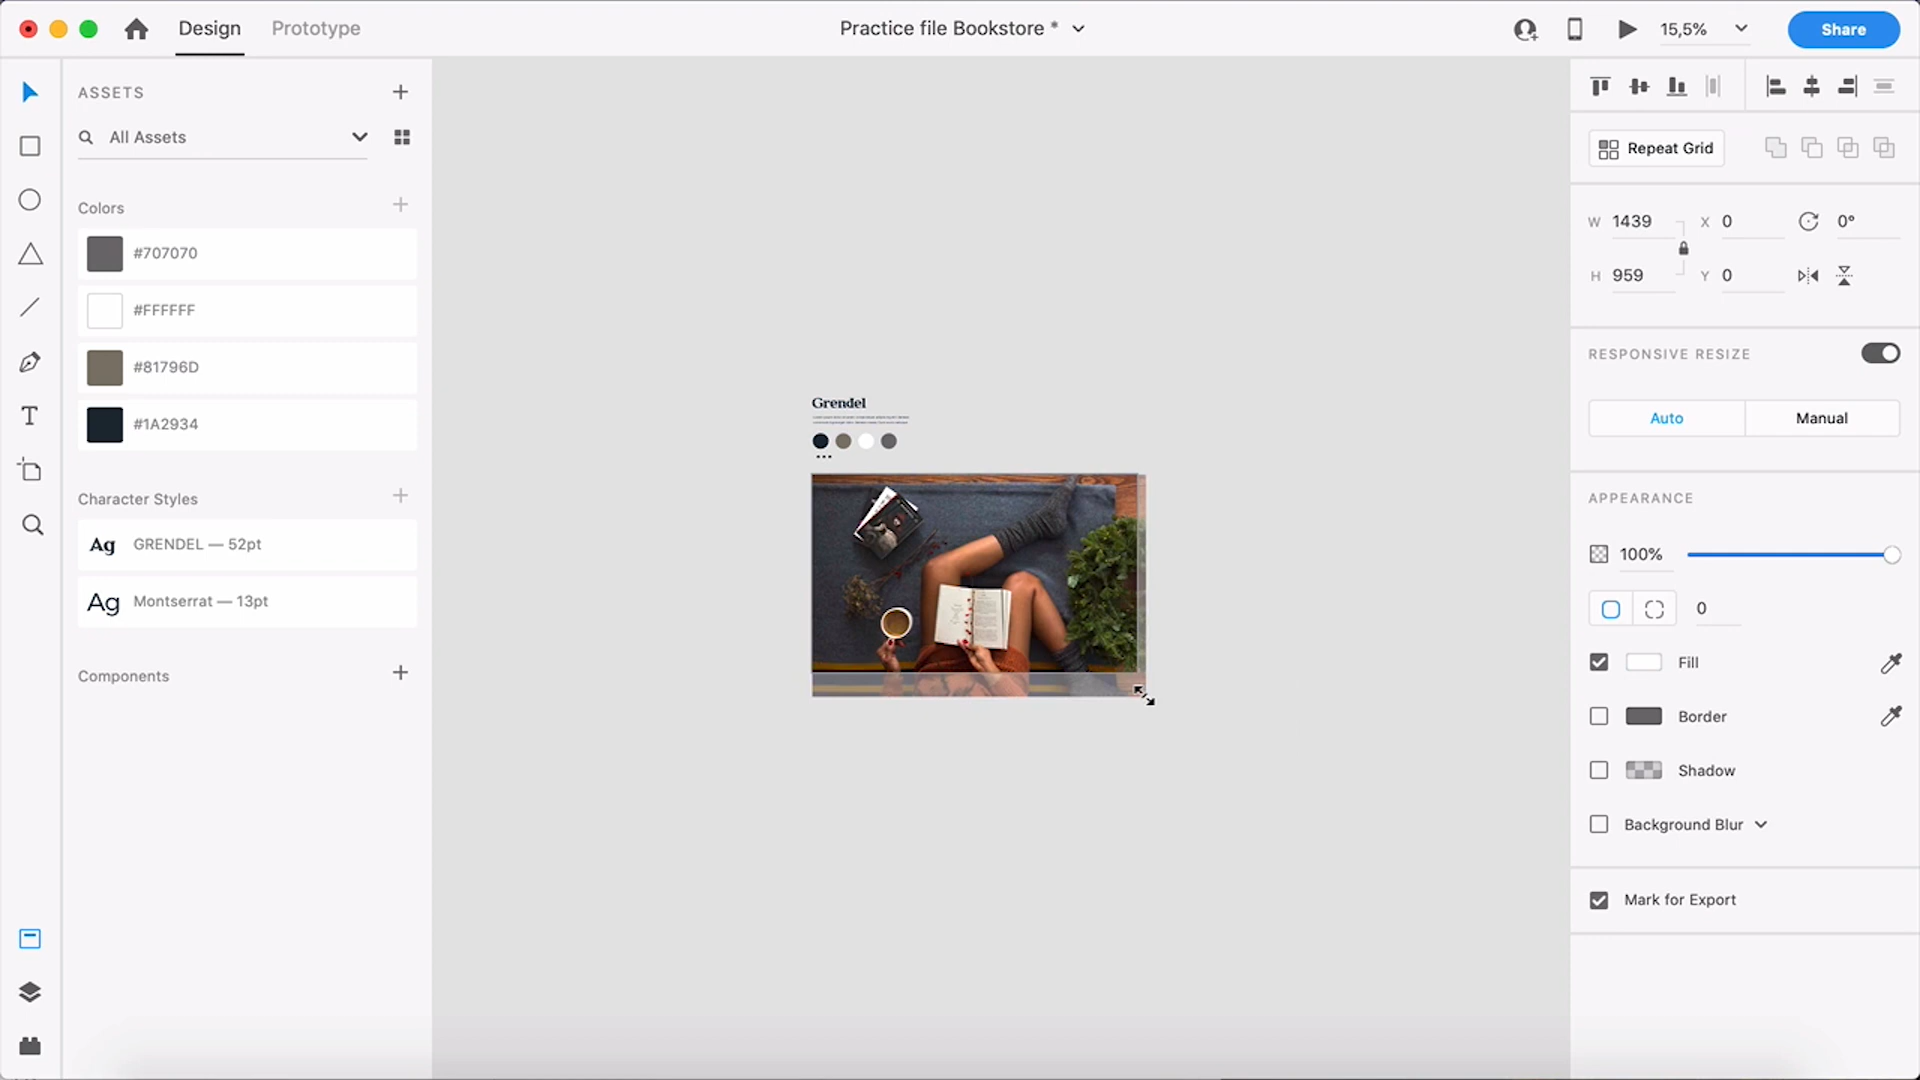 Design Prototype Practice file Bookstore * 15,5% Share
ASSETS
All Assets
Colors
#707070
#FFFFFF
#81796D
#1A2934
Character Styles
Ag GRENDEL — 52pt
Ag Montserrat — 13pt
Components
Grendel
Repeat Grid
W 1439 X 0 0°
H 959 Y 0
RESPONSIVE RESIZE
Auto Manual
APPEARANCE
100%
0
Fill
Border
Shadow
Background Blur
Mark for Export